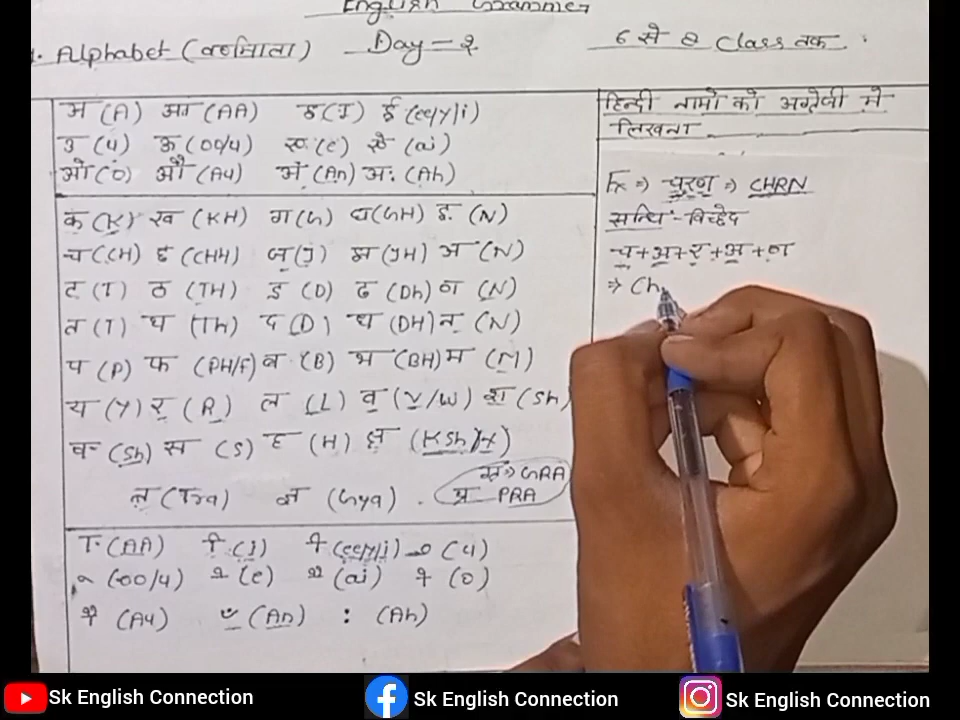 English Grammer
1. Alphabet (वर्णमाला) Day - 2 6 से 8 Class तक
अ (A) आ (AA) इ (I) ई (ee/y/i)
उ (u) ऊ (oo/u) ए (e) ऐ (ai)
ओ (o) औ (Au) अं (An) अः (Ah)
क (K) ख (KH) ग (G) घ (GH) ङ (N)
च (CH) छ (CHH) ज (j) झ (JH) ञ (N)
ट (T) ठ (TH) ड (D) ढ (Dh) ण (N)
त (T) थ (Th) द (D) ध (DH) न (N)
प (P) फ (PH/F) ब (B) भ (BH) म (M)
य (Y) र (R) ल (L) व (V/W) श (Sh)
ष (Sh) स (S) ह (H) क्ष (KSh/X)
त्र (Tra) ज्ञ (Gya) .
ग्र ⇒ GRA
प्र PRA
ा (AA) ि (i) ी (ee/y/i) ु (u)
ू (oo/u) े (e) ै (ai) ो (o)
ौ (Au) ं (An) : (Ah)
हिन्दी नामो को अंग्रेजी में
लिखना
Ex ⇒ चरण ⇒ CHRN
सन्धि :- विच्छेद
च + अ + र + अ + ण
⇒ Ch
Sk English Connection Sk English Connection Sk English Connection